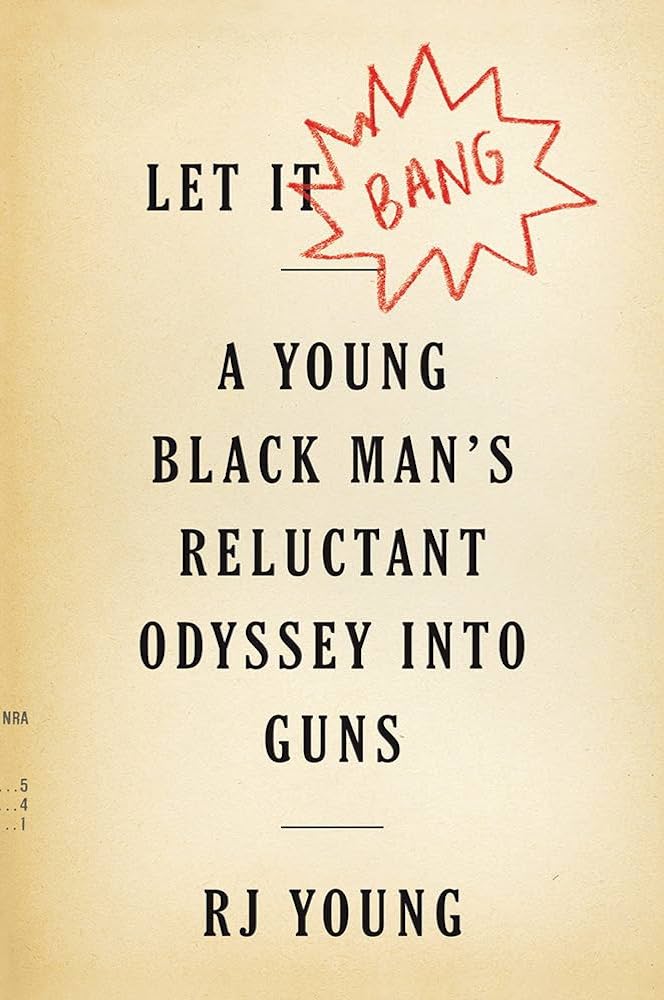 LET IT BANG
A YOUNG
BLACK MAN'S
RELUCTANT
ODYSSEY INTO
GUNS
NRA
...5
...4
..1
RJ YOUNG